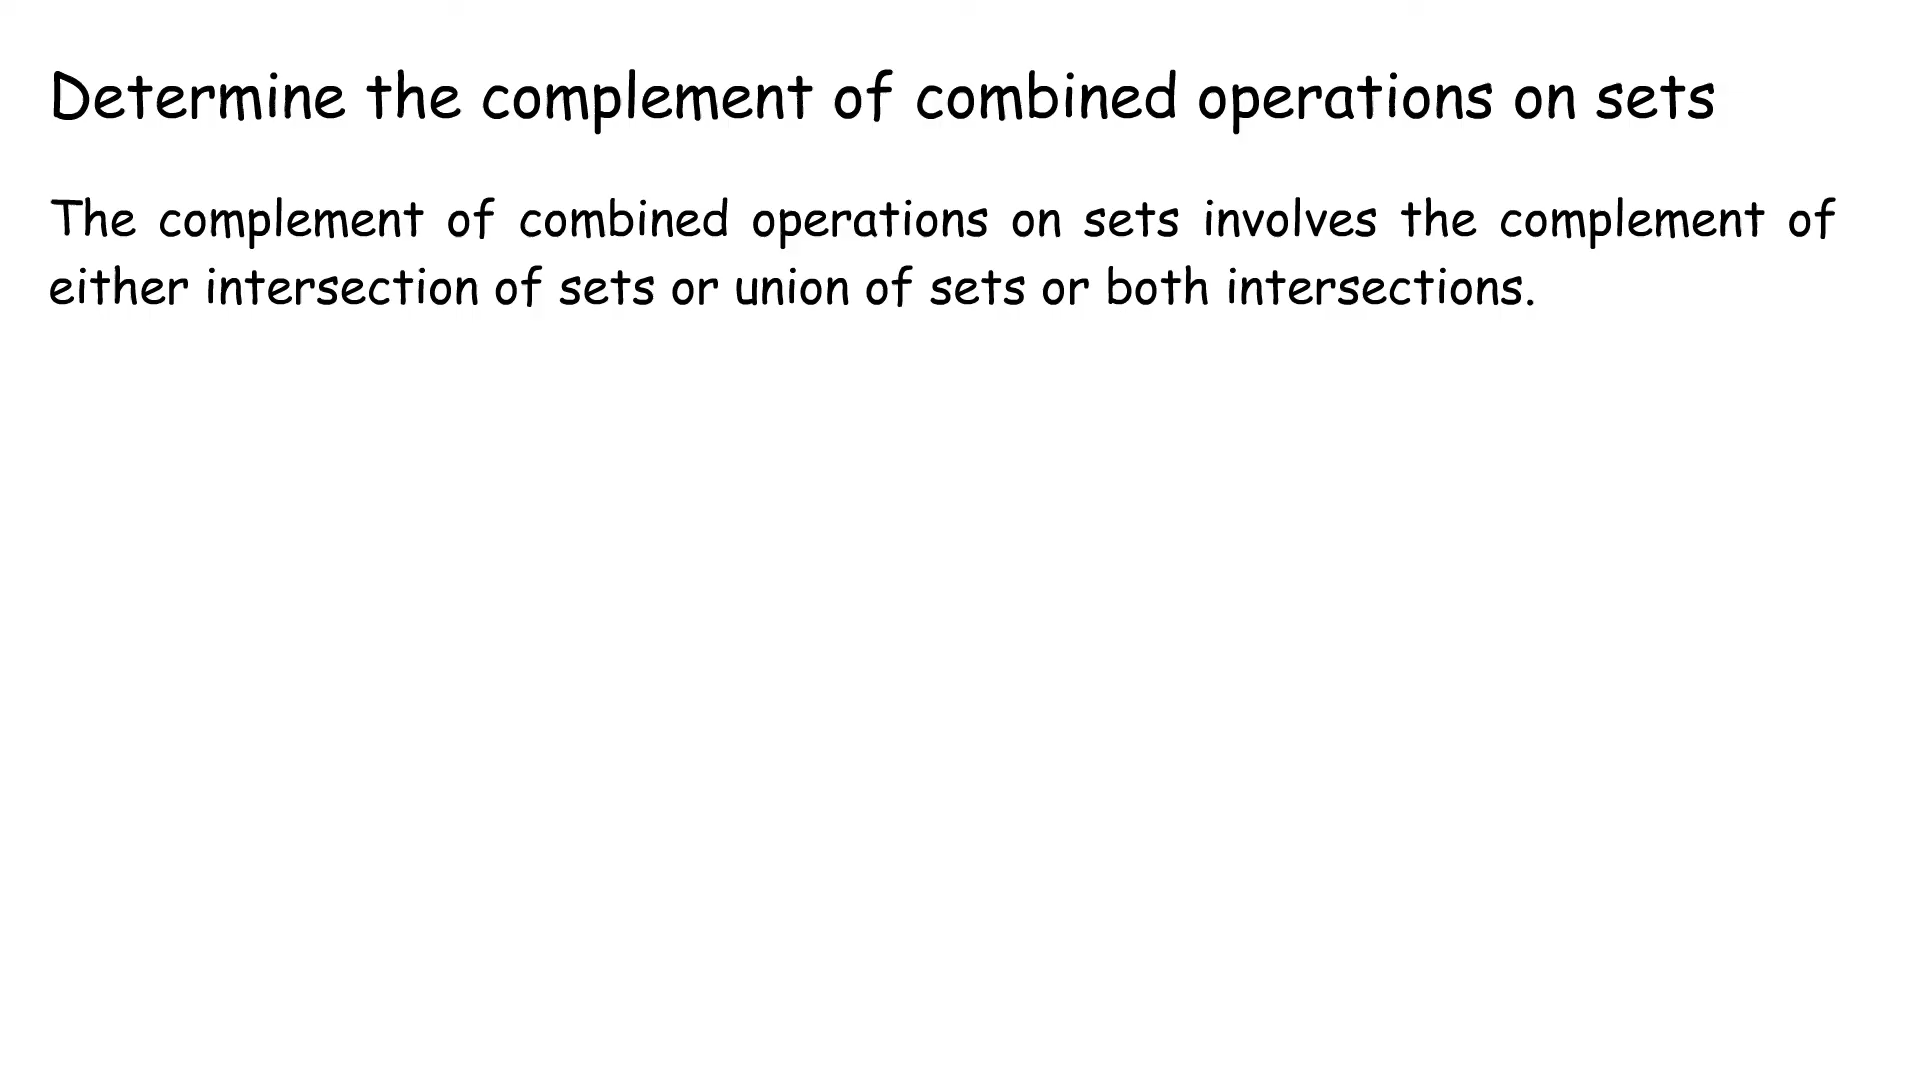 Determine the complement of combined operations on sets
The complement of combined operations on sets involves the complement of
either intersection of sets or union of sets or both intersections.